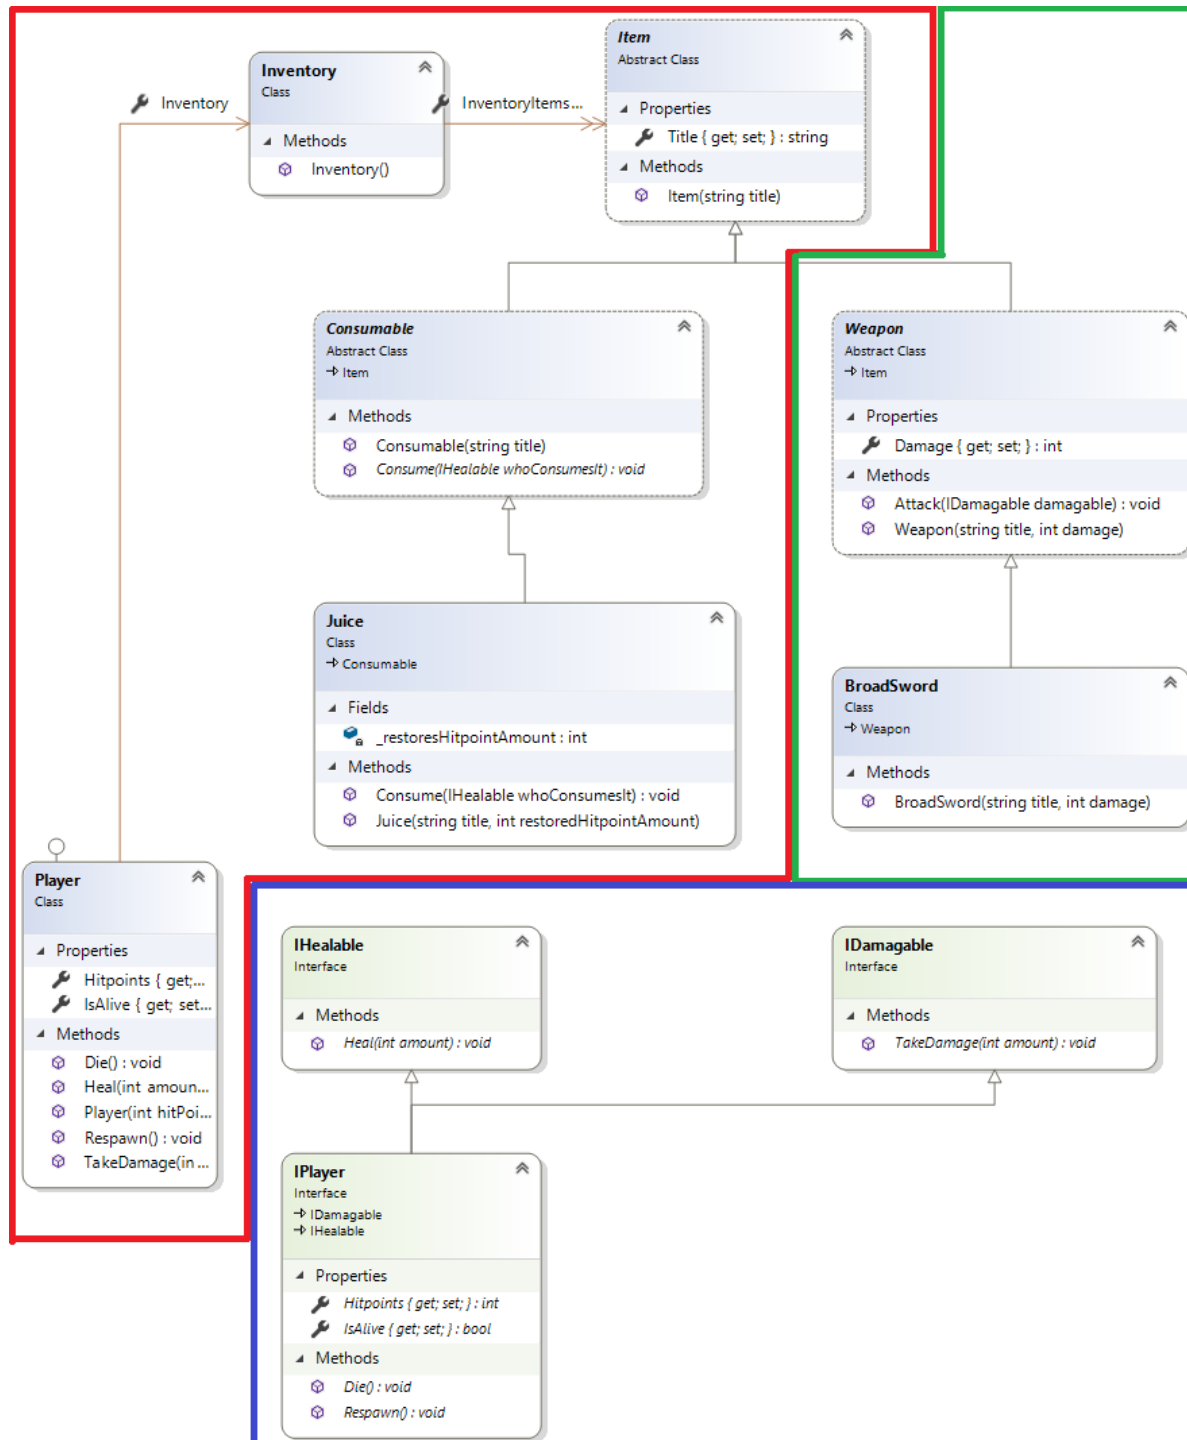 Inventory
Inventory
Class
Methods
Inventory()
InventoryItems...
Item
Abstract Class
Properties
Title { get; set; } : string
Methods
Item(string title)
Consumable
Abstract Class
Item
Methods
Consumable(string title)
Consume(IHealable whoConsumesIt) : void
Weapon
Abstract Class
Item
Properties
Damage { get; set; } : int
Methods
Attack(IDamagable damagable) : void
Weapon(string title, int damage)
Juice
Class
Consumable
Fields
_restoresHitpointAmount : int
Methods
Consume(IHealable whoConsumesIt) : void
Juice(string title, int restoredHitpointAmount)
BroadSword
Class
Weapon
Methods
BroadSword(string title, int damage)
Player
Class
Properties
Hitpoints { get;...
IsAlive { get; set...
Methods
Die() : void
Heal(int amoun...
Player(int hitPoi...
Respawn() : void
TakeDamage(in...
IHealable
Interface
Methods
Heal(int amount) : void
IDamagable
Interface
Methods
TakeDamage(int amount) : void
IPlayer
Interface
IDamagable
IHealable
Properties
Hitpoints { get; set; } : int
IsAlive { get; set; } : bool
Methods
Die() : void
Respawn() : void